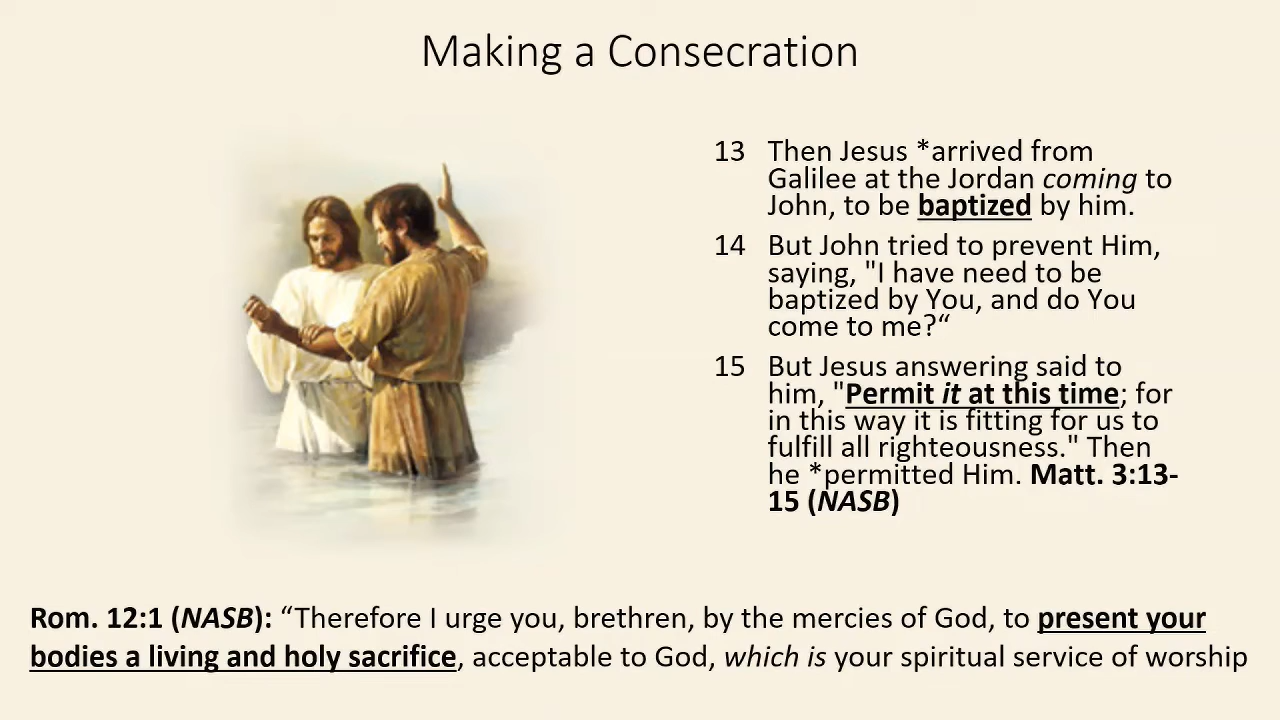 Making a Consecration
13 Then Jesus *arrived from
Galilee at the Jordan coming to
John, to be baptized by him.
14 But John tried to prevent Him,
saying, "I have need to be
baptized by You, and do You
come to me?“
15 But Jesus answering said to
him, "Permit it at this time; for
in this way it is fitting for us to
fulfill all righteousness." Then
he *permitted Him. Matt. 3:13-
15 (NASB)
Rom. 12:1 (NASB): “Therefore I urge you, brethren, by the mercies of God, to present your
bodies a living and holy sacrifice, acceptable to God, which is your spiritual service of worship